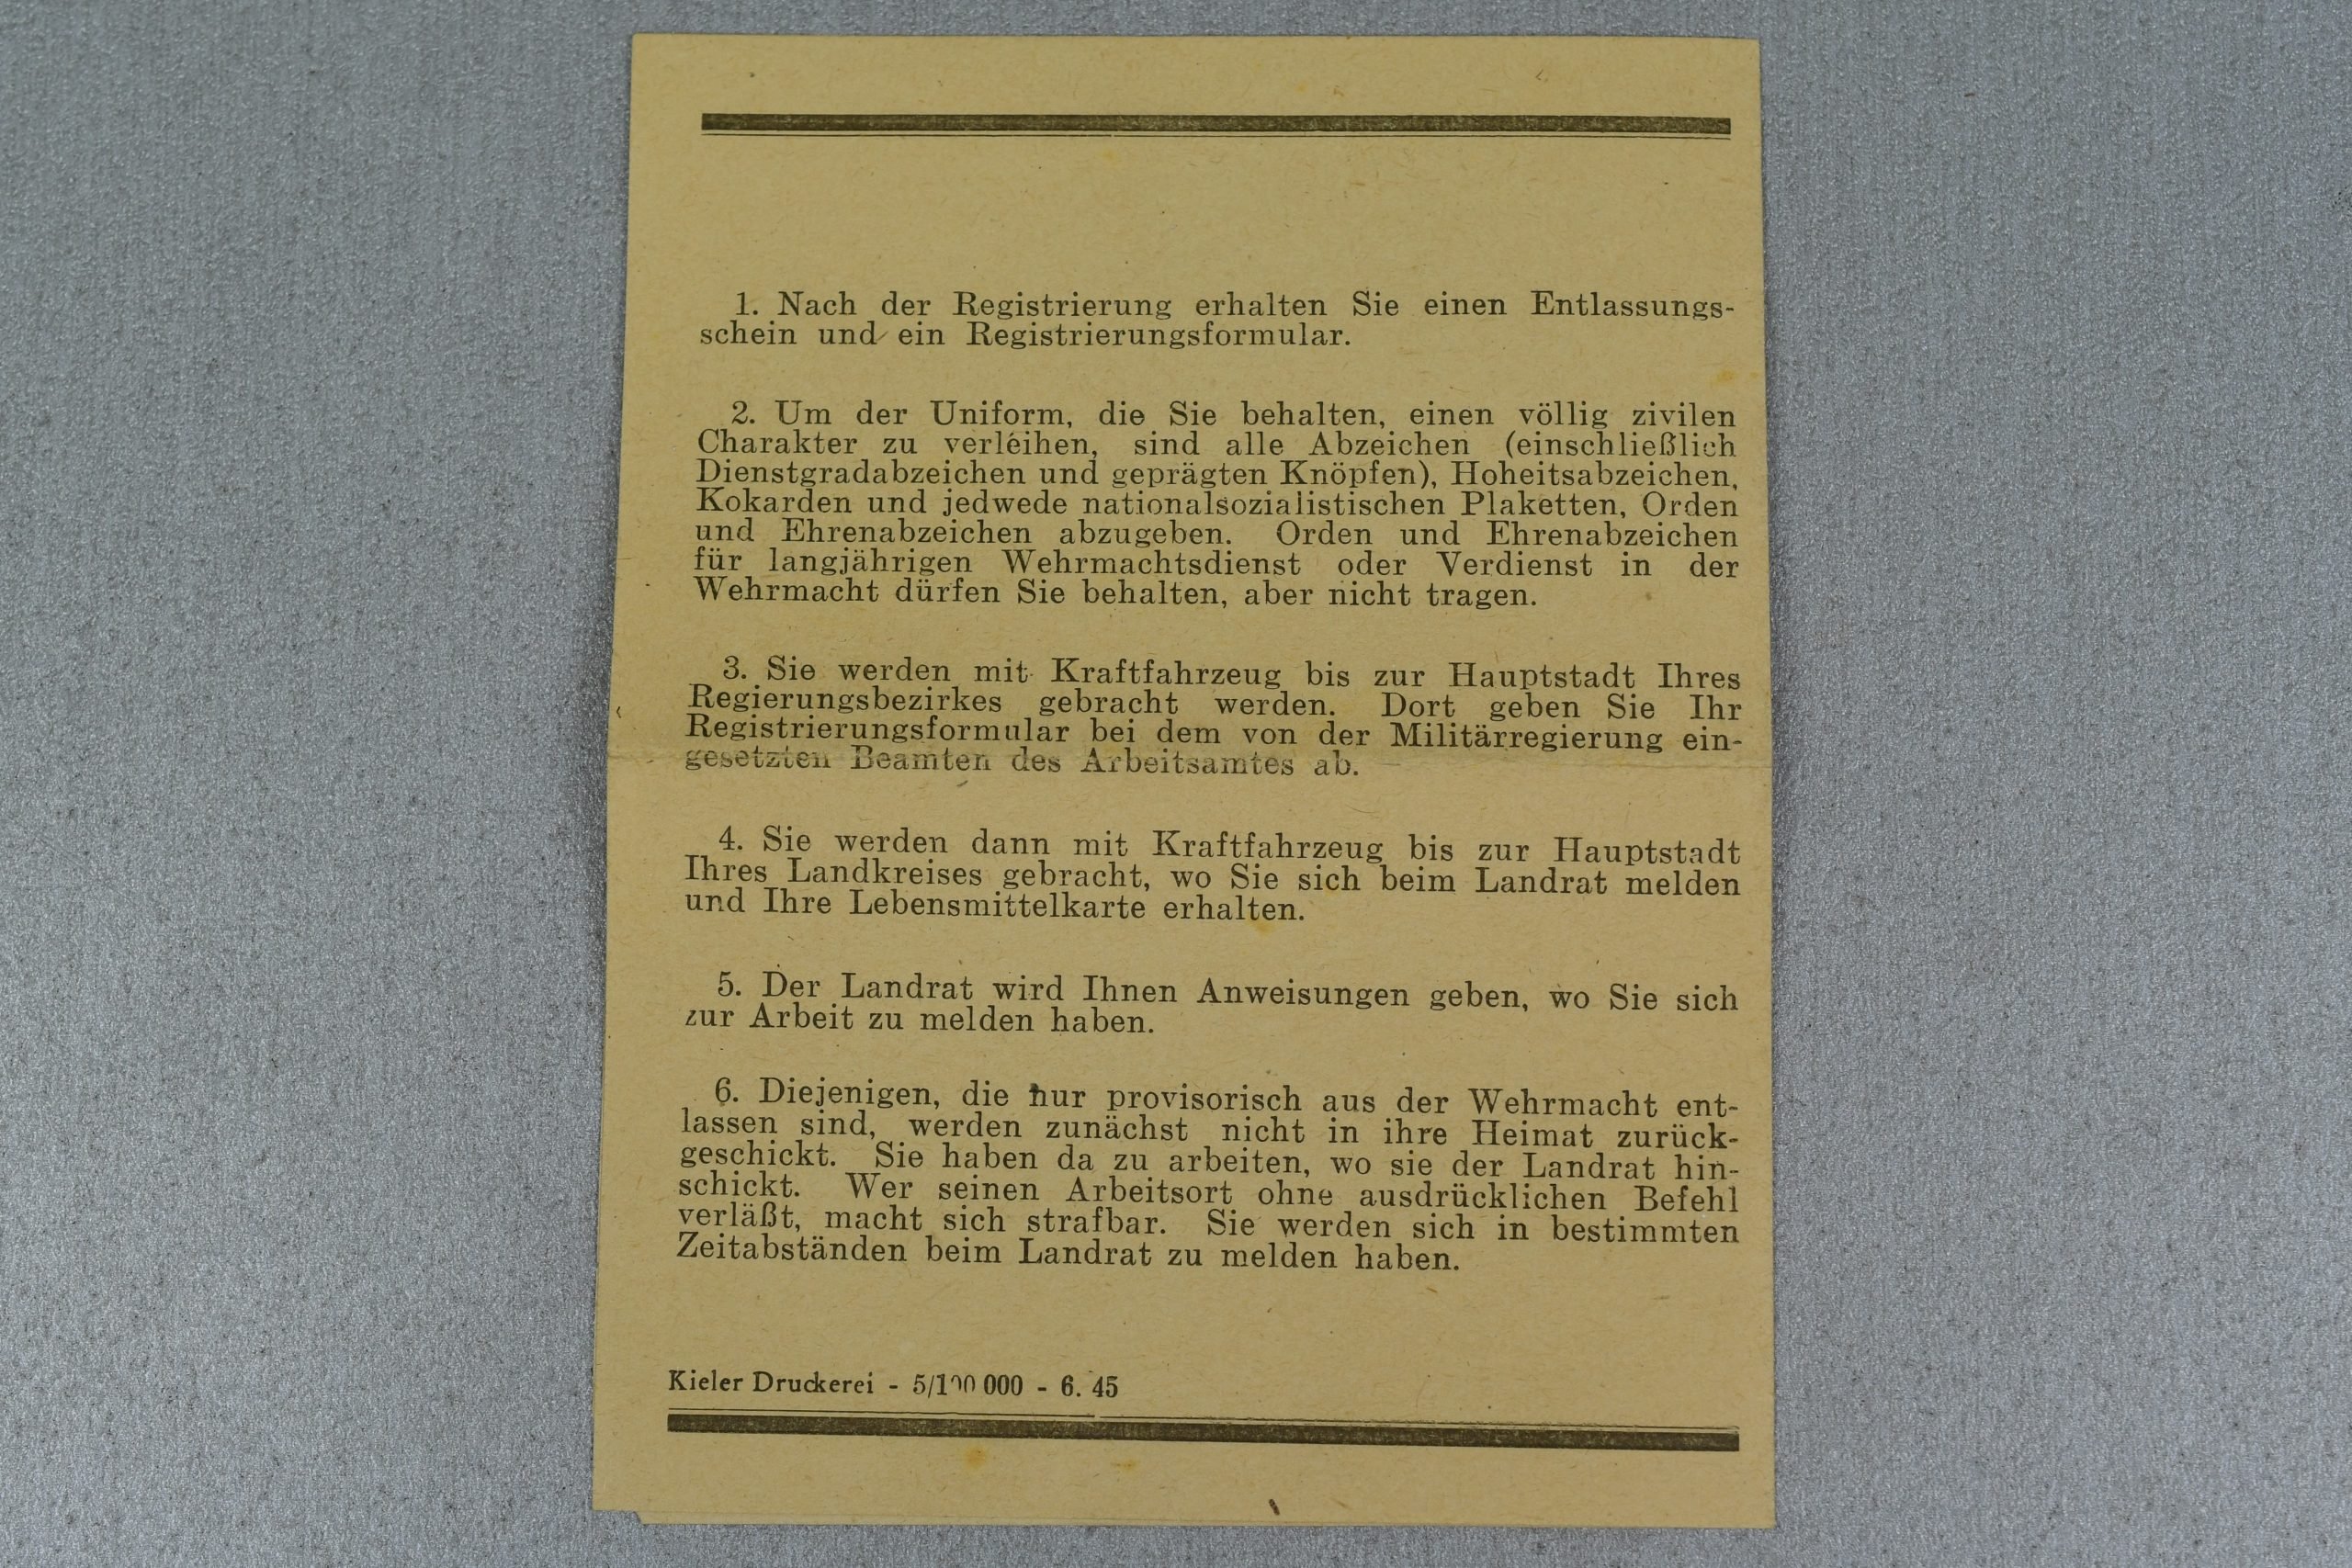 1. Nach der Registrierung erhalten Sie einen Entlassungs-
schein und ein Registrierungsformular.
2. Um der Uniform, die Sie behalten, einen völlig zivilen
Charakter zu verleihen, sind alle Abzeichen (einschließlich
Dienstgradabzeichen und geprägten Knöpfen), Hoheitsabzeichen,
Kokarden und jedwede nationalsozialistischen Plaketten, Orden
und Ehrenabzeichen abzugeben. Orden und Ehrenabzeichen
für langjährigen Wehrmachtsdienst oder Verdienst in der
Wehrmacht dürfen Sie behalten, aber nicht tragen.
3. Sie werden mit Kraftfahrzeug bis zur Hauptstadt Ihres
Regierungsbezirkes gebracht werden. Dort geben Sie Ihr
Registrierungsformular bei dem von der Militärregierung ein-
gesetzten Beamten des Arbeitsamtes ab.
4. Sie werden dann mit Kraftfahrzeug bis zur Hauptstadt
Ihres Landkreises gebracht, wo Sie sich beim Landrat melden
und Ihre Lebensmittelkarte erhalten.
5. Der Landrat wird Ihnen Anweisungen geben, wo Sie sich
zur Arbeit zu melden haben.
6. Diejenigen, die nur provisorisch aus der Wehrmacht ent-
lassen sind, werden zunächst nicht in ihre Heimat zurück-
geschickt. Sie haben da zu arbeiten, wo sie der Landrat hin-
schickt. Wer seinen Arbeitsort ohne ausdrücklichen Befehl
verläßt, macht sich strafbar. Sie werden sich in bestimmten
Zeitabständen beim Landrat zu melden haben.
Kieler Druckerei - 5/100 000 - 6. 45